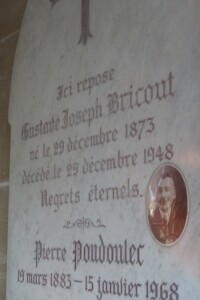 Ici repose
Gustave Joseph Bricout
né le 29 décembre 1873
décédé le 29 décembre 1948
Regrets éternels.
Pierre Poudoulec
19 mars 1883 - 15 janvier 1968